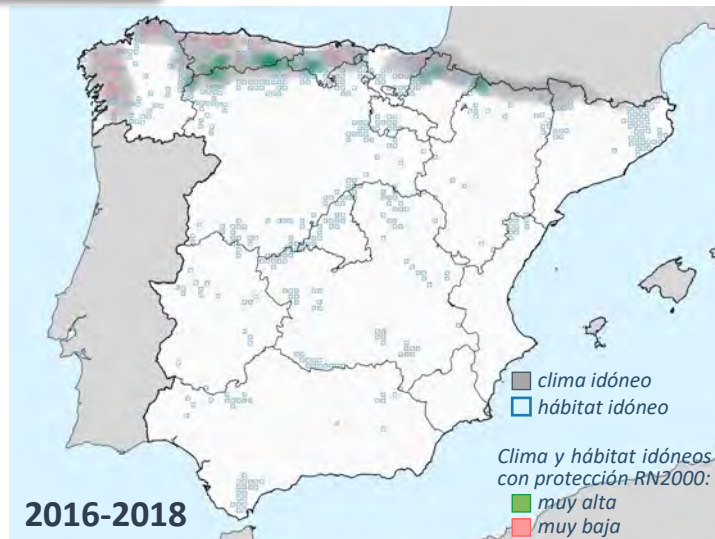 clima idóneo
hábitat idóneo
Clima y hábitat idóneos
con protección RN2000:
muy alta
muy baja
2016-2018